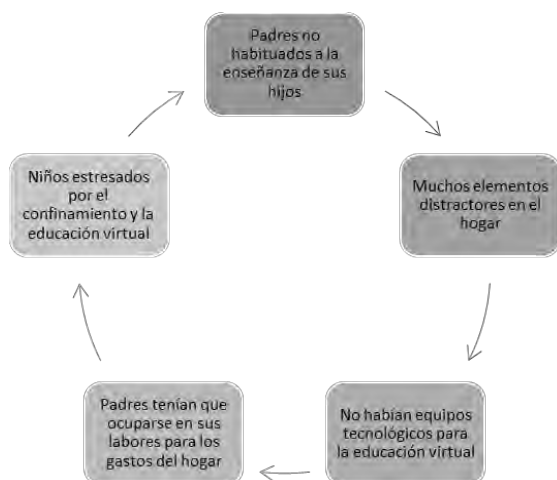 Padres no
habituados a la
enseñanza de sus
hijos
Muchos elementos
distractores en el
hogar
No habían equipos
tecnológicos para
la educación virtual
Padres tenían que
ocuparse en sus
labores para los
gastos del hogar
Niños estresados
por el
confinamiento y la
educación virtual